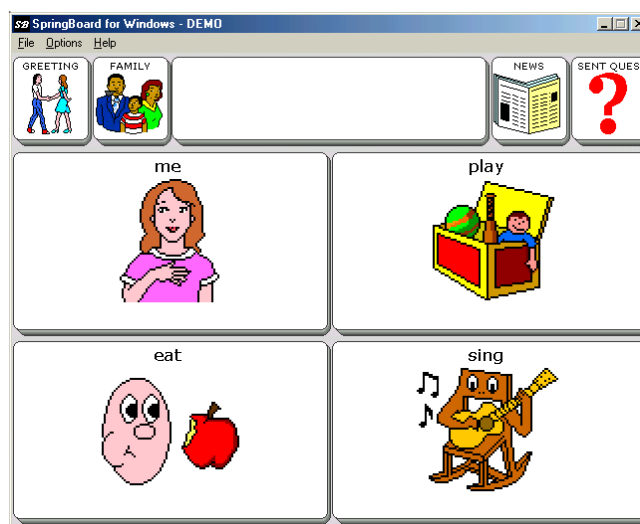 SB SpringBoard for Windows - DEMO
File Options Help
GREETING FAMILY NEWS SENT QUES
me play
eat sing